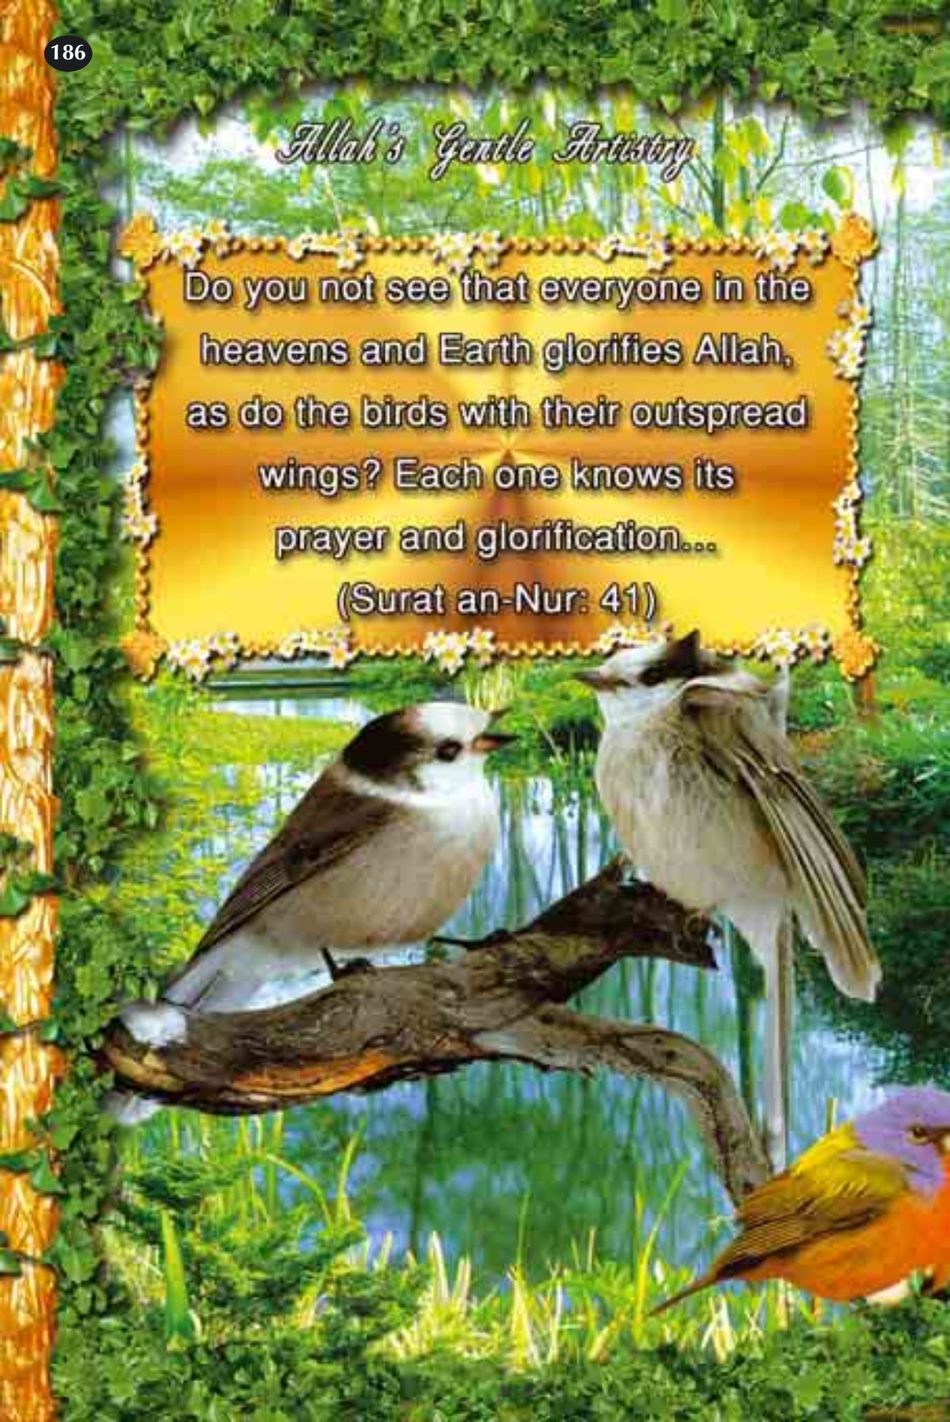 186
Allah's Gentle Artistry
Do you not see that everyone in the
heavens and Earth glorifies Allah,
as do the birds with their outspread
wings? Each one knows its
prayer and glorification...
(Surat an-Nur: 41)